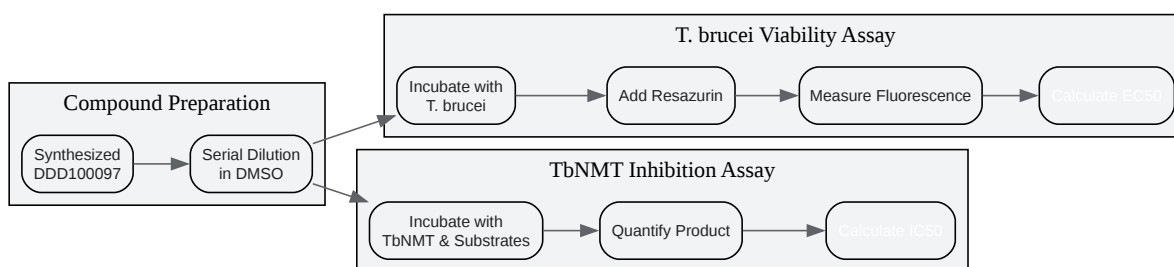 Compound Preparation
Synthesized
DDD100097
Serial Dilution
in DMSO
T. brucei Viability Assay
Incubate with
T. brucei
Add Resazurin
Measure Fluorescence
Calculate EC50
TbNMT Inhibition Assay
Incubate with
TbNMT & Substrates
Quantify Product
Calculate IC50